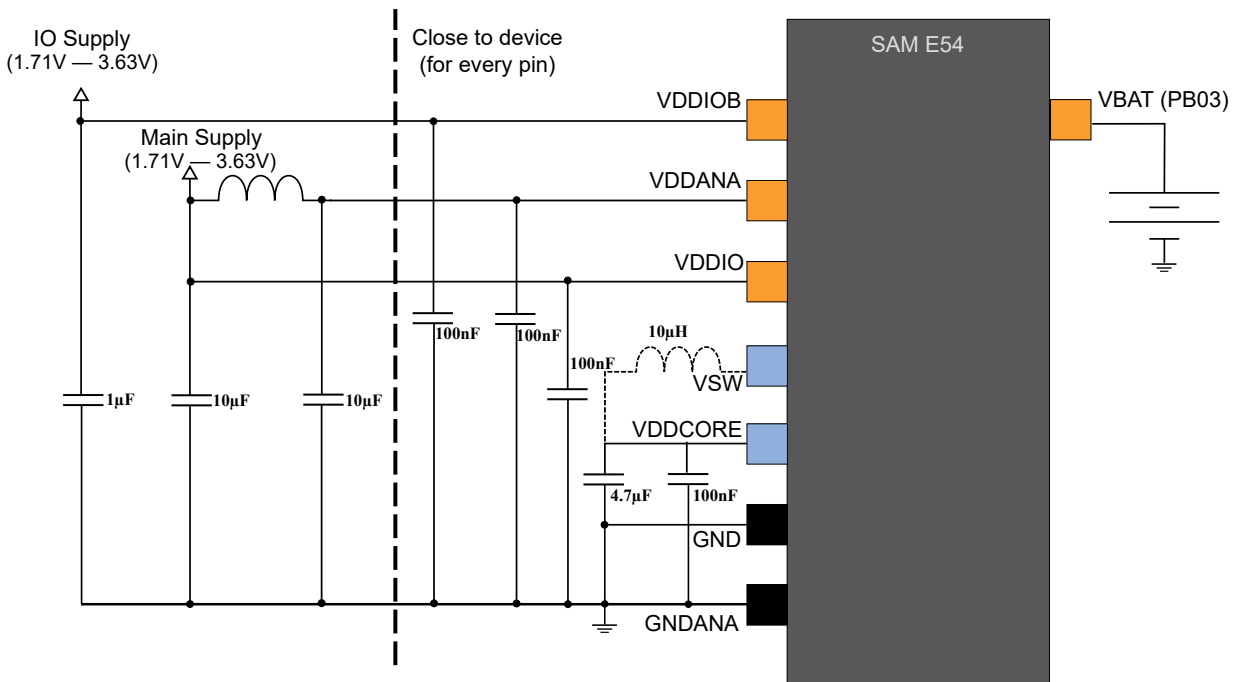 IO Supply
(1.71V — 3.63V)
Close to device
(for every pin)
SAM E54
VDDIOB
VBAT (PB03)
Main Supply
(1.71V — 3.63V)
VDDANA
VDDIO
100nF
100nF
10µH
100nF
VSW
1µF
10µF
10µF
VDDCORE
4.7µF
100nF
GND
GNDANA